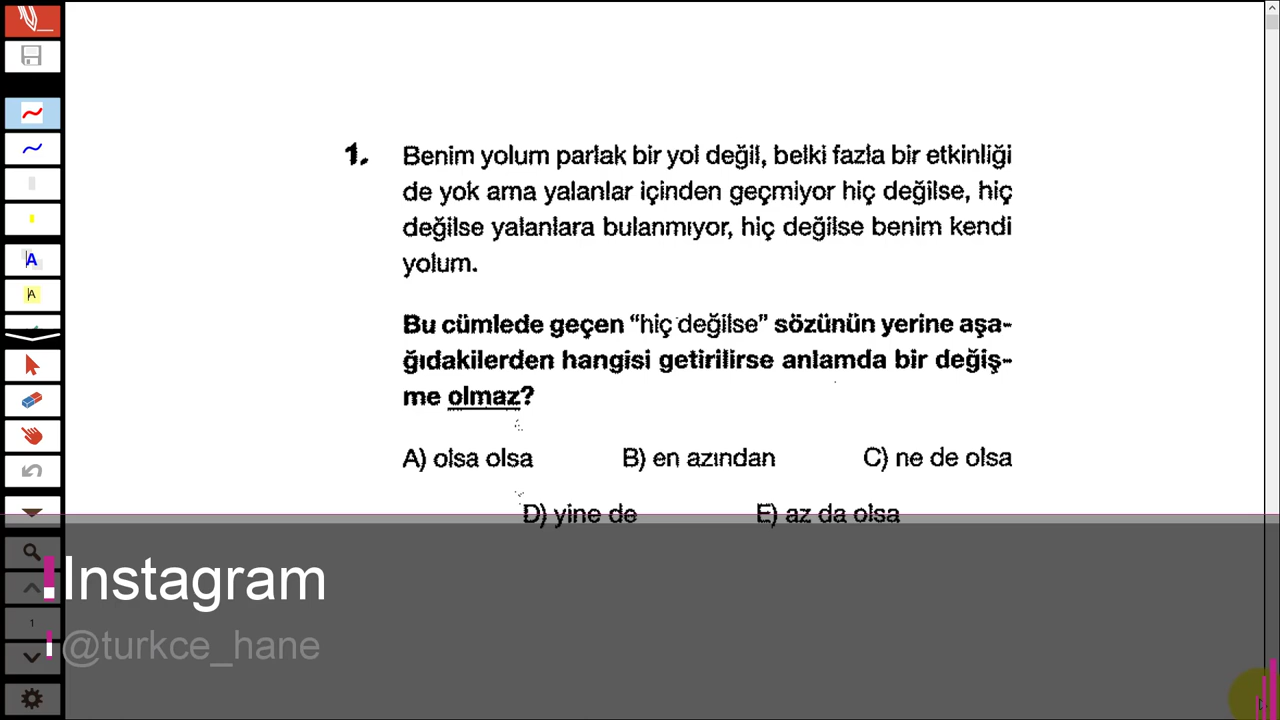 1. Benim yolum parlak bir yol değil, belki fazla bir etkinliği
de yok ama yalanlar içinden geçmiyor hiç değilse, hiç
değilse yalanlara bulanmıyor, hiç değilse benim kendi
yolum.
Bu cümlede geçen “hiç değilse” sözünün yerine aşa-
ğıdakilerden hangisi getirilirse anlamda bir değiş-
me olmaz?
A) olsa olsa B) en azından C) ne de olsa
D) yine de E) az da olsa
Instagram
@turkce_hane
A
A
1